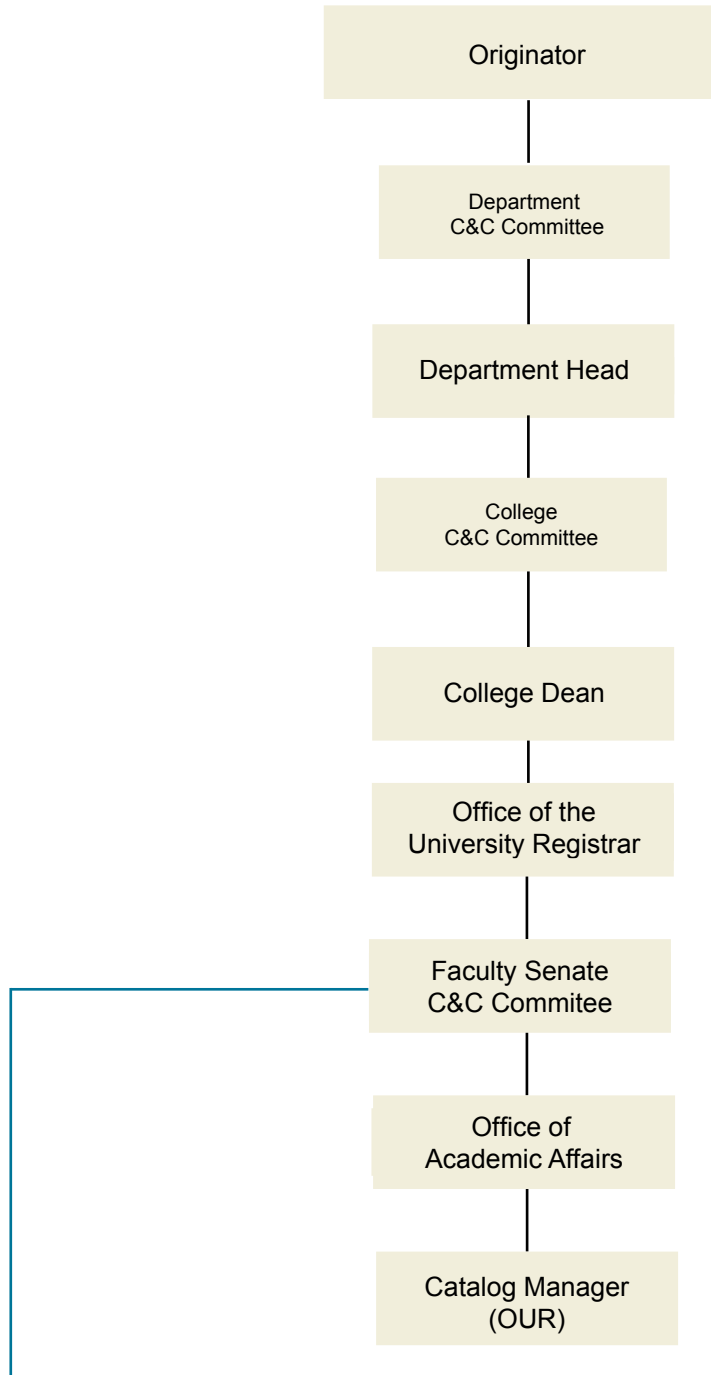 Originator
Department
C&C Committee
Department Head
College
C&C Committee
College Dean
Office of the
University Registrar
Faculty Senate
C&C Commitee
Office of
Academic Affairs
Catalog Manager
(OUR)